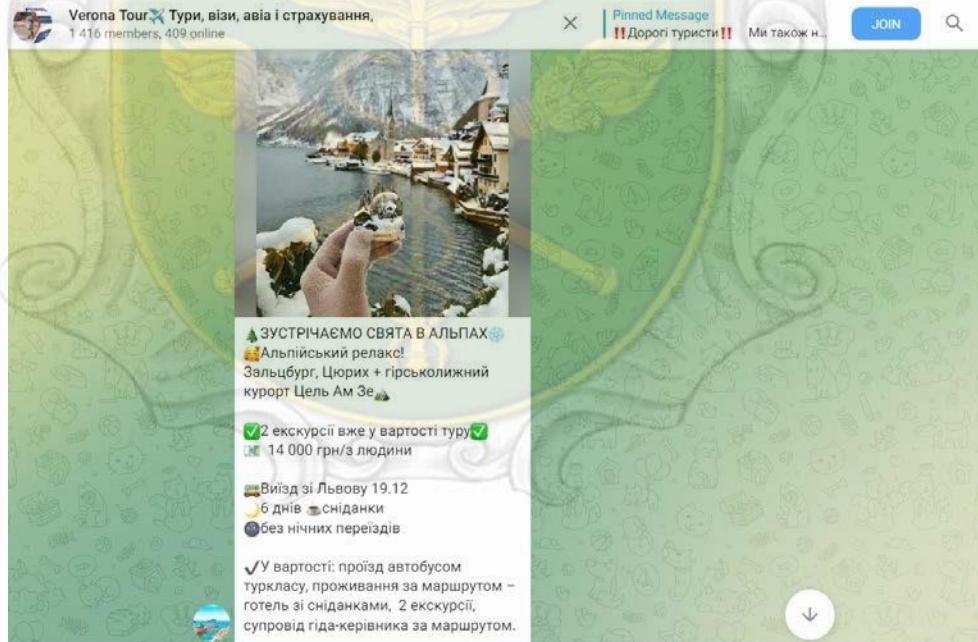 Verona Tour✈ Тури, візи, авіа і страхування,
1 416 members, 409 online
Pinned Message
‼️Дорогі туристи‼️ Ми також н...
JOIN
🎄ЗУСТРІЧАЄМО СВЯТА В АЛЬПАХ❄️
🥰Альпійський релакс!
Зальцбург, Цюрих + гірськолижний
курорт Цель Ам Зе🏔
✅2 екскурсії вже у вартості туру✅
💶 14 000 грн/з людини
🚌Виїзд зі Львову 19.12
🌙6 днів ☕сніданки
🌚без нічних переїздів
✔️У вартості: проїзд автобусом
туркласу, проживання за маршрутом –
готель зі сніданками, 2 екскурсії,
супровід гіда-керівника за маршрутом.